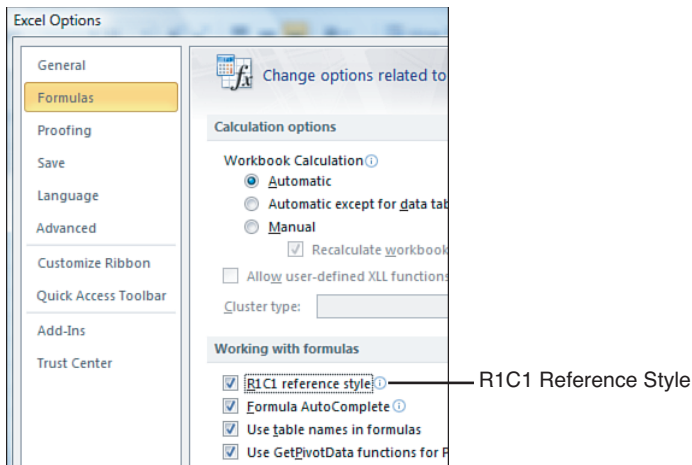 Excel Options
General
Formulas
Proofing
Save
Language
Advanced
Customize Ribbon
Quick Access Toolbar
Add-Ins
Trust Center
fx Change options related to
Calculation options
Workbook Calculation
Automatic
Automatic except for data tab
Manual
Recalculate workbook
Allow user-defined XLL functions
Cluster type:
Working with formulas
R1C1 reference style
Formula AutoComplete
Use table names in formulas
Use GetPivotData functions for P
R1C1 Reference Style